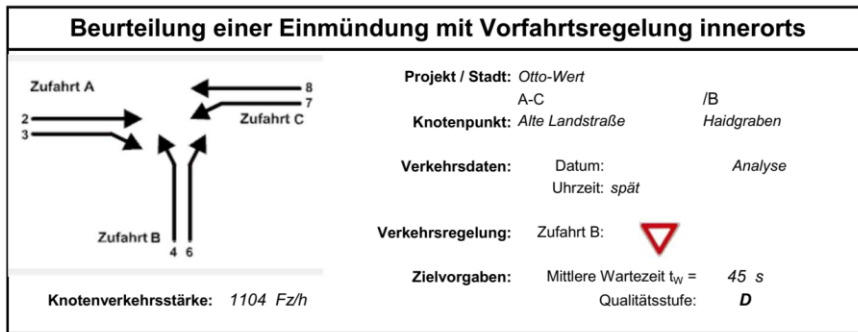 Beurteilung einer Einmündung mit Vorfahrtsregelung innerorts
Zufahrt A
8
7
Zufahrt C
2
3
Zufahrt B
4 6
Knotenverkehrsstärke: 1104 Fz/h
Projekt / Stadt: Otto-Wert
A-C /B
Knotenpunkt: Alte Landstraße Haidgraben
Verkehrsdaten: Datum: Analyse
Uhrzeit: spät
Verkehrsregelung: Zufahrt B:
Zielvorgaben: Mittlere Wartezeit tW = 45 s
Qualitätsstufe: D